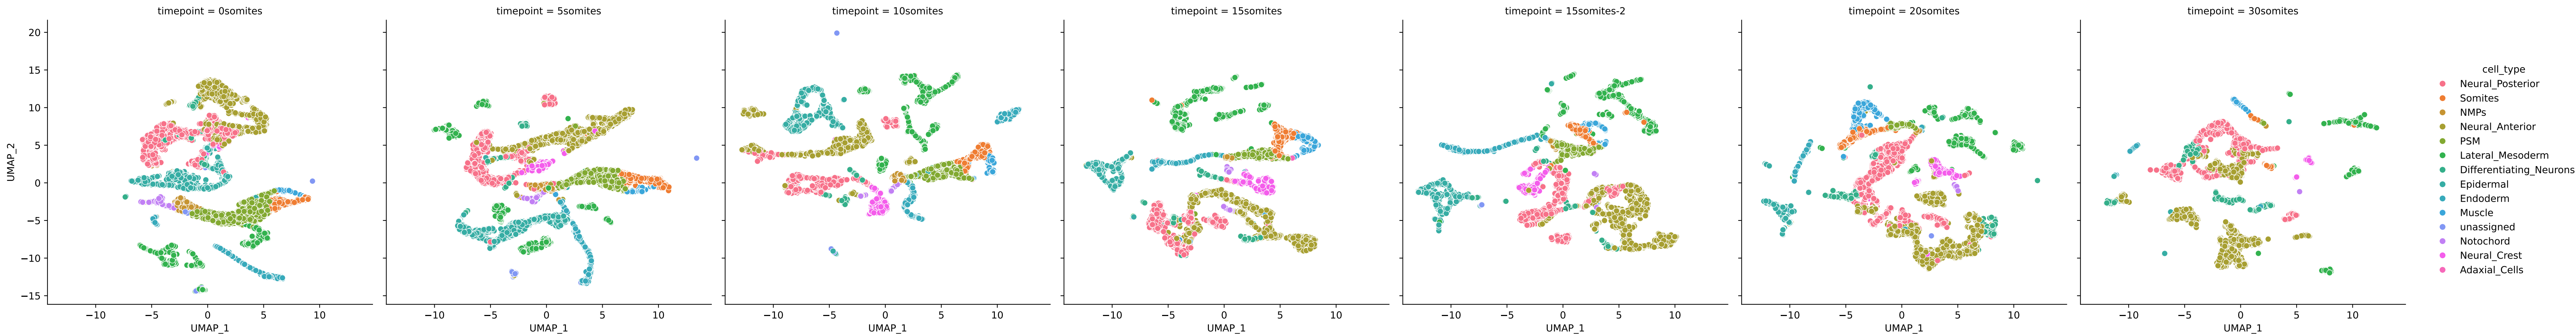 timepoint = 0somites
timepoint = 5somites
timepoint = 10somites
timepoint = 15somites
timepoint = 15somites-2
timepoint = 20somites
timepoint = 30somites
UMAP_2
20
15
10
5
0
−5
−10
−15
−10 −5 0 5 10
−10 −5 0 5 10
−10 −5 0 5 10
−10 −5 0 5 10
−10 −5 0 5 10
−10 −5 0 5 10
−10 −5 0 5 10
UMAP_1
UMAP_1
UMAP_1
UMAP_1
UMAP_1
UMAP_1
UMAP_1
cell_type
Neural_Posterior
Somites
NMPs
Neural_Anterior
PSM
Lateral_Mesoderm
Differentiating_Neurons
Epidermal
Endoderm
Muscle
unassigned
Notochord
Neural_Crest
Adaxial_Cells